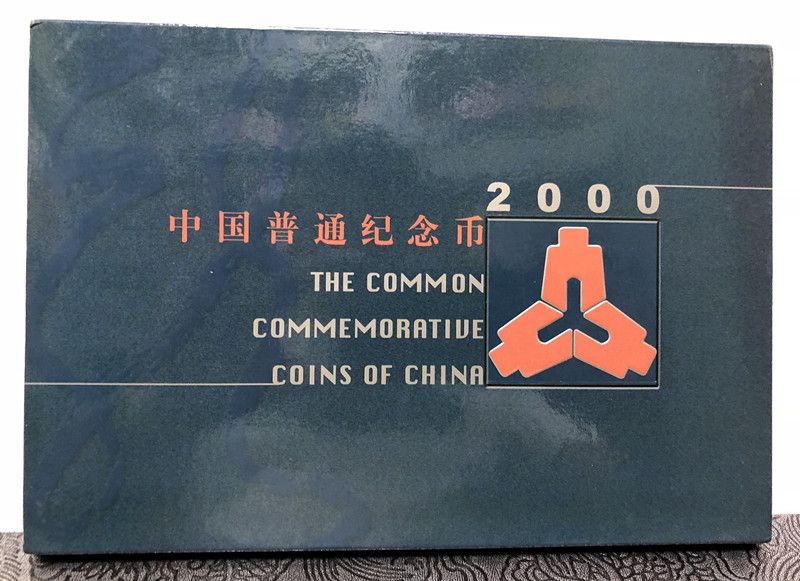 2000
中国普通纪念币
THE COMMON
COMMEMORATIVE
COINS OF CHINA